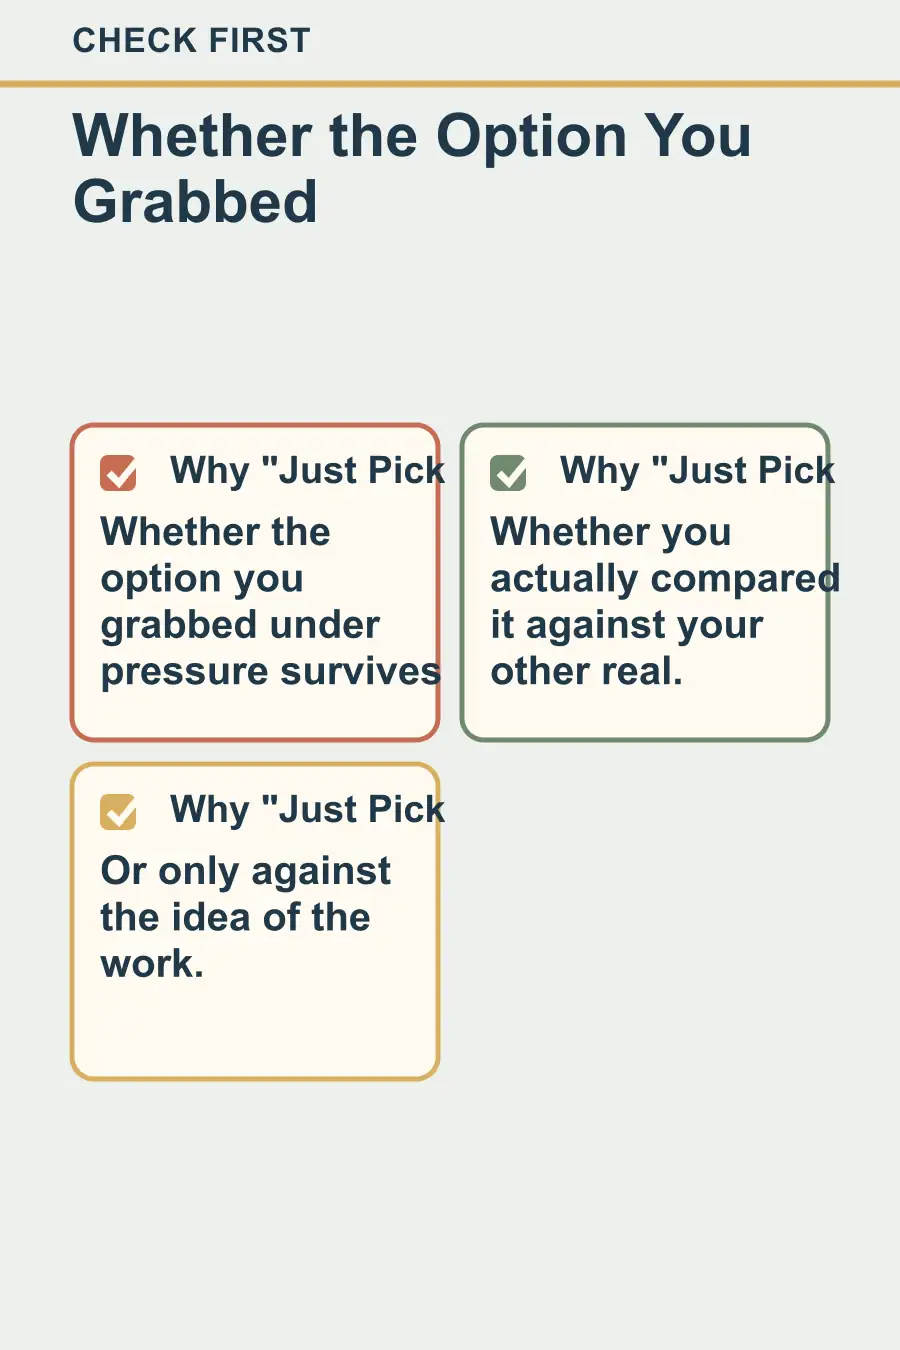 CHECK FIRST
Whether the Option You
Grabbed
Why "Just Pick
Whether the
option you
grabbed under
pressure survives
Why "Just Pick
Whether you
actually compared
it against your
other real.
Why "Just Pick
Or only against
the idea of the
work.